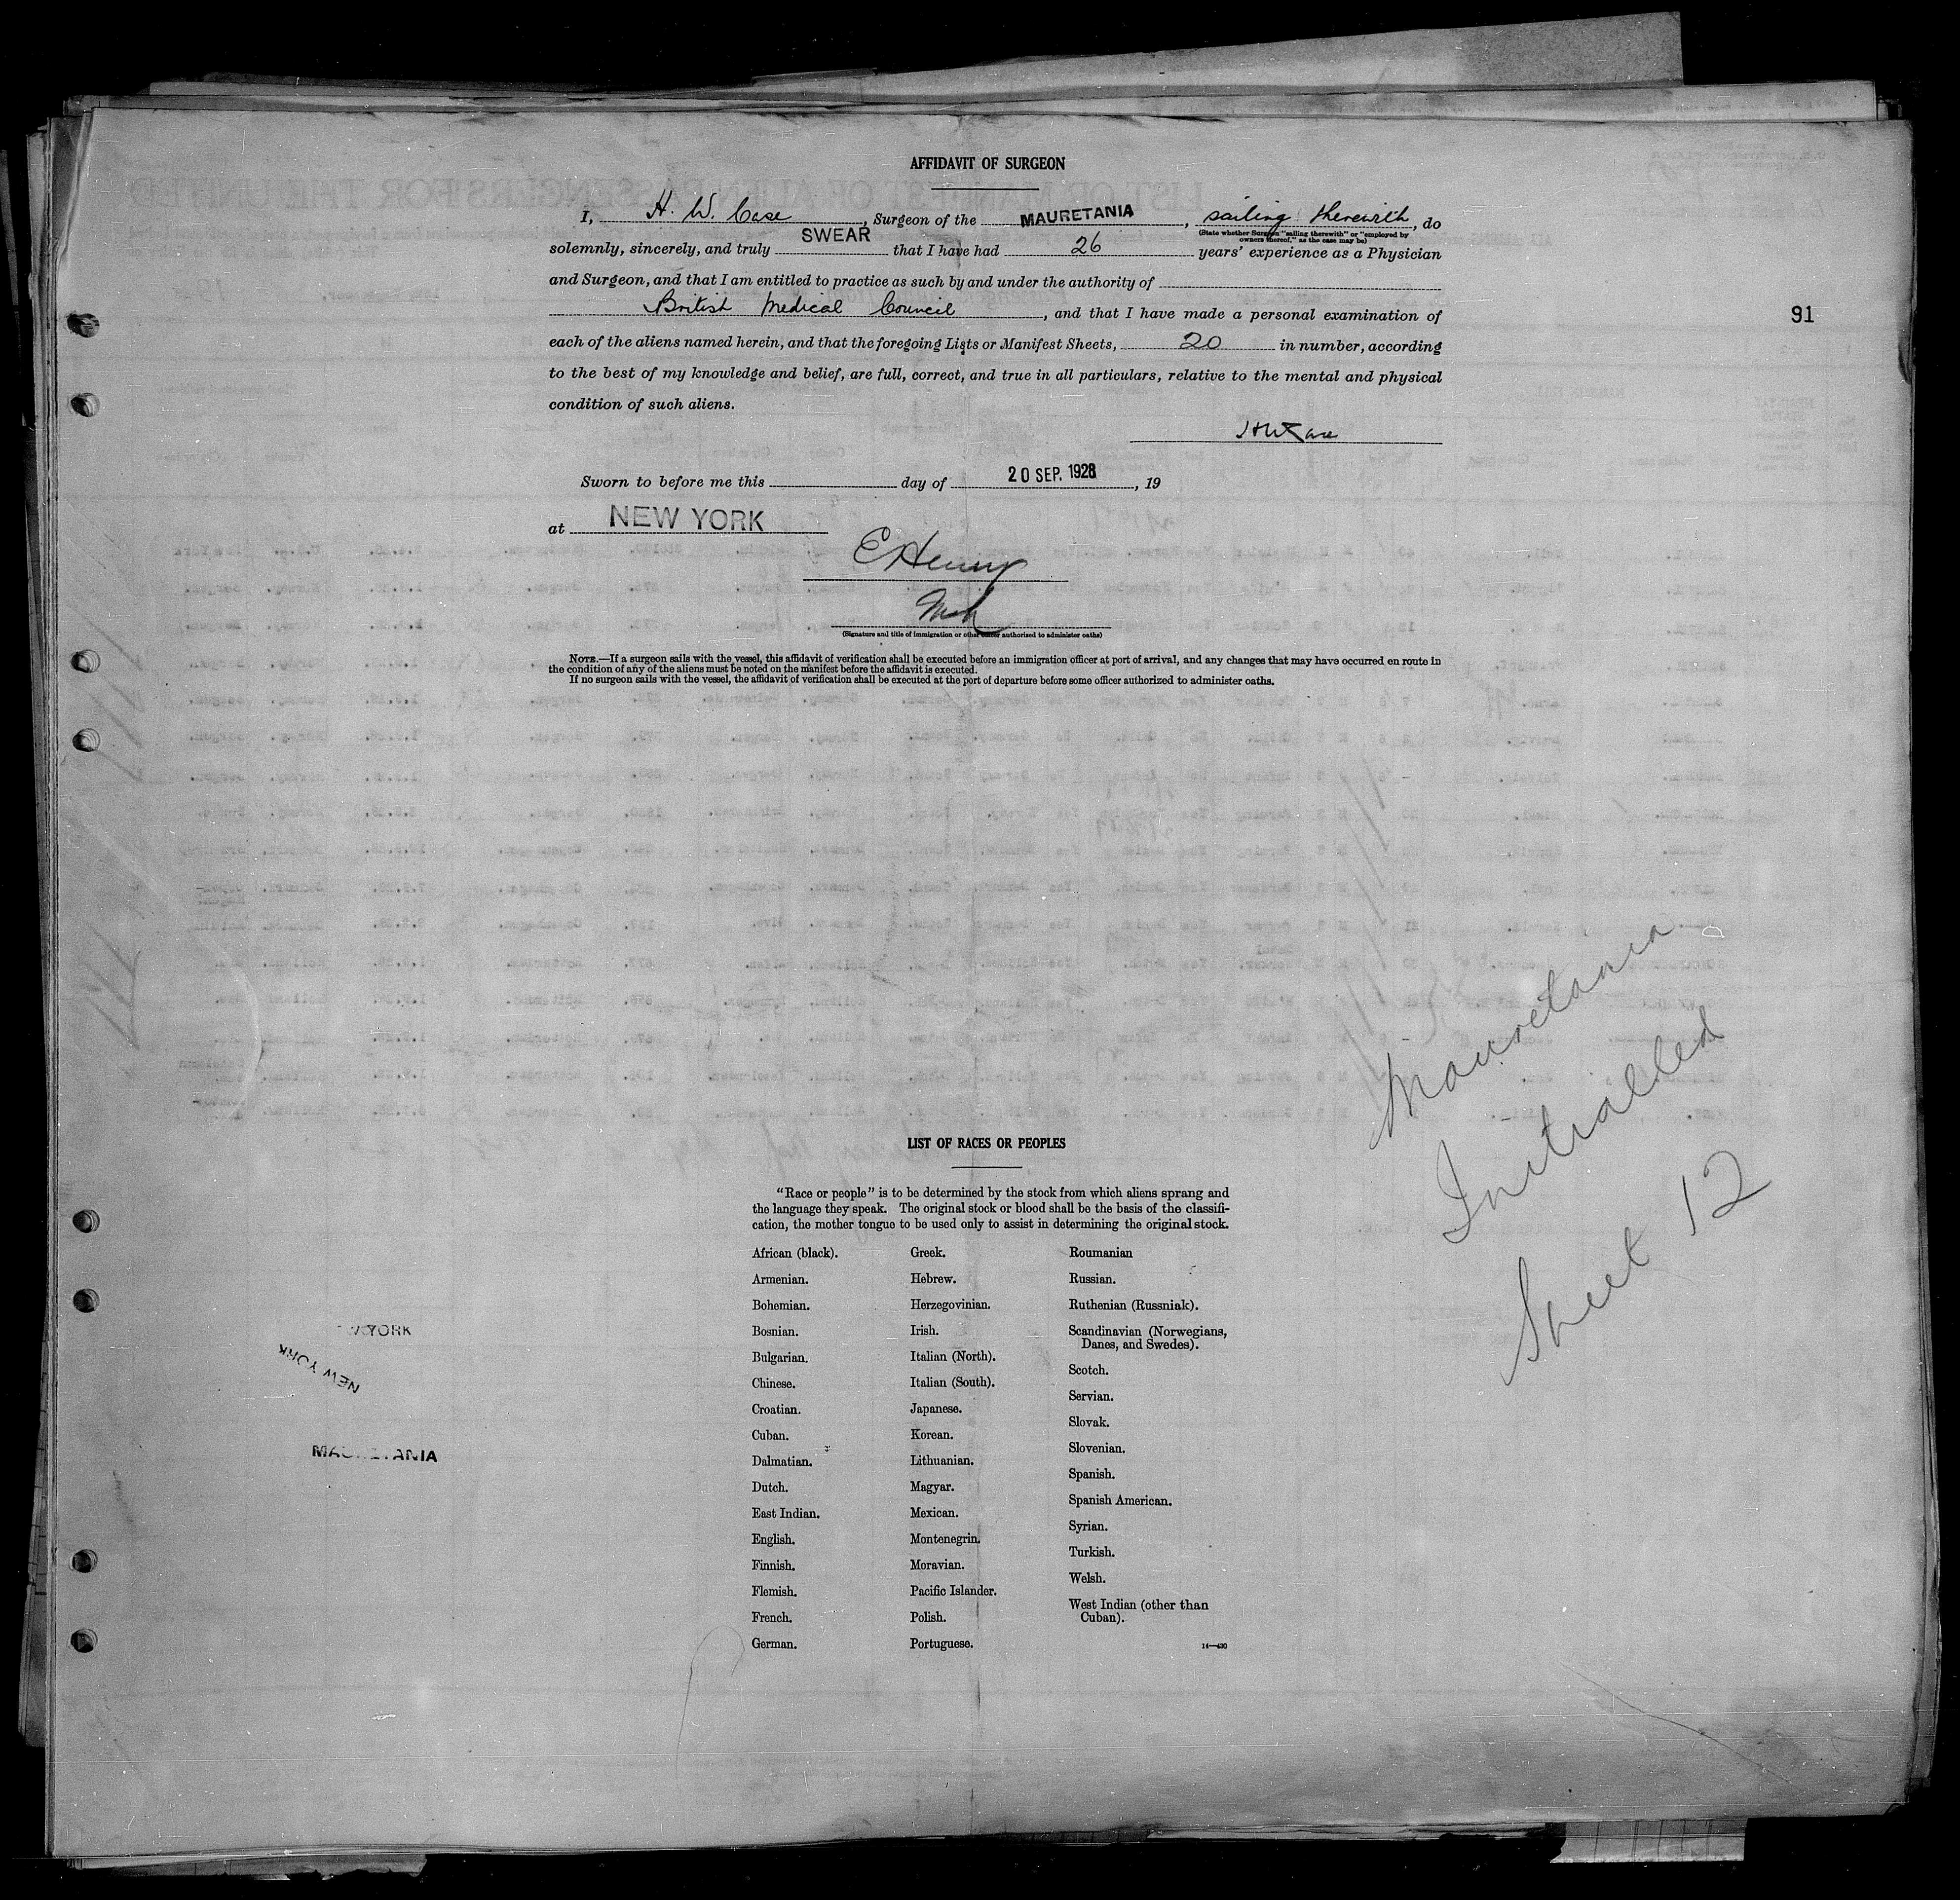 AFFIDAVIT OF SURGEON
I, H. W. Case, Surgeon of the MAURETANIA, sailing therewith, do
(State whether Surgeon "sailing therewith" or "employed by
owners thereof," as the case may be)
solemnly, sincerely, and truly SWEAR that I have had 26 years' experience as a Physician
and Surgeon, and that I am entitled to practice as such by and under the authority of
British Medical Council, and that I have made a personal examination of
91
each of the aliens named herein, and that the foregoing Lists or Manifest Sheets, 20 in number, according
to the best of my knowledge and belief, are full, correct, and true in all particulars, relative to the mental and physical
condition of such aliens.
HWCase
Sworn to before me this day of 20 SEP. 1928, 19
at NEW YORK
E Henry
(Signature and title of immigration or other officer authorized to administer oaths)
NOTE.—If a surgeon sails with the vessel, this affidavit of verification shall be executed before an immigration officer at port of arrival, and any changes that may have occurred en route in
the condition of any of the aliens must be noted on the manifest before the affidavit is executed.
If no surgeon sails with the vessel, the affidavit of verification shall be executed at the port of departure before some officer authorized to administer oaths.
Mauretania
Initialled
Sheet 12
LIST OF RACES OR PEOPLES
"Race or people" is to be determined by the stock from which aliens sprang and
the language they speak. The original stock or blood shall be the basis of the classifi-
cation, the mother tongue to be used only to assist in determining the original stock.
African (black).
Armenian.
Bohemian.
Bosnian.
Bulgarian.
Chinese.
Croatian.
Cuban.
Dalmatian.
Dutch.
East Indian.
English.
Finnish.
Flemish.
French.
German.
Greek.
Hebrew.
Herzegovinian.
Irish.
Italian (North).
Italian (South).
Japanese.
Korean.
Lithuanian.
Magyar.
Mexican.
Montenegrin.
Moravian.
Pacific Islander.
Polish.
Portuguese.
Roumanian
Russian.
Ruthenian (Russniak).
Scandinavian (Norwegians,
Danes, and Swedes).
Scotch.
Servian.
Slovak.
Slovenian.
Spanish.
Spanish American.
Syrian.
Turkish.
Welsh.
West Indian (other than
Cuban).
14—430
YORK
NEW YORK
MAURETANIA